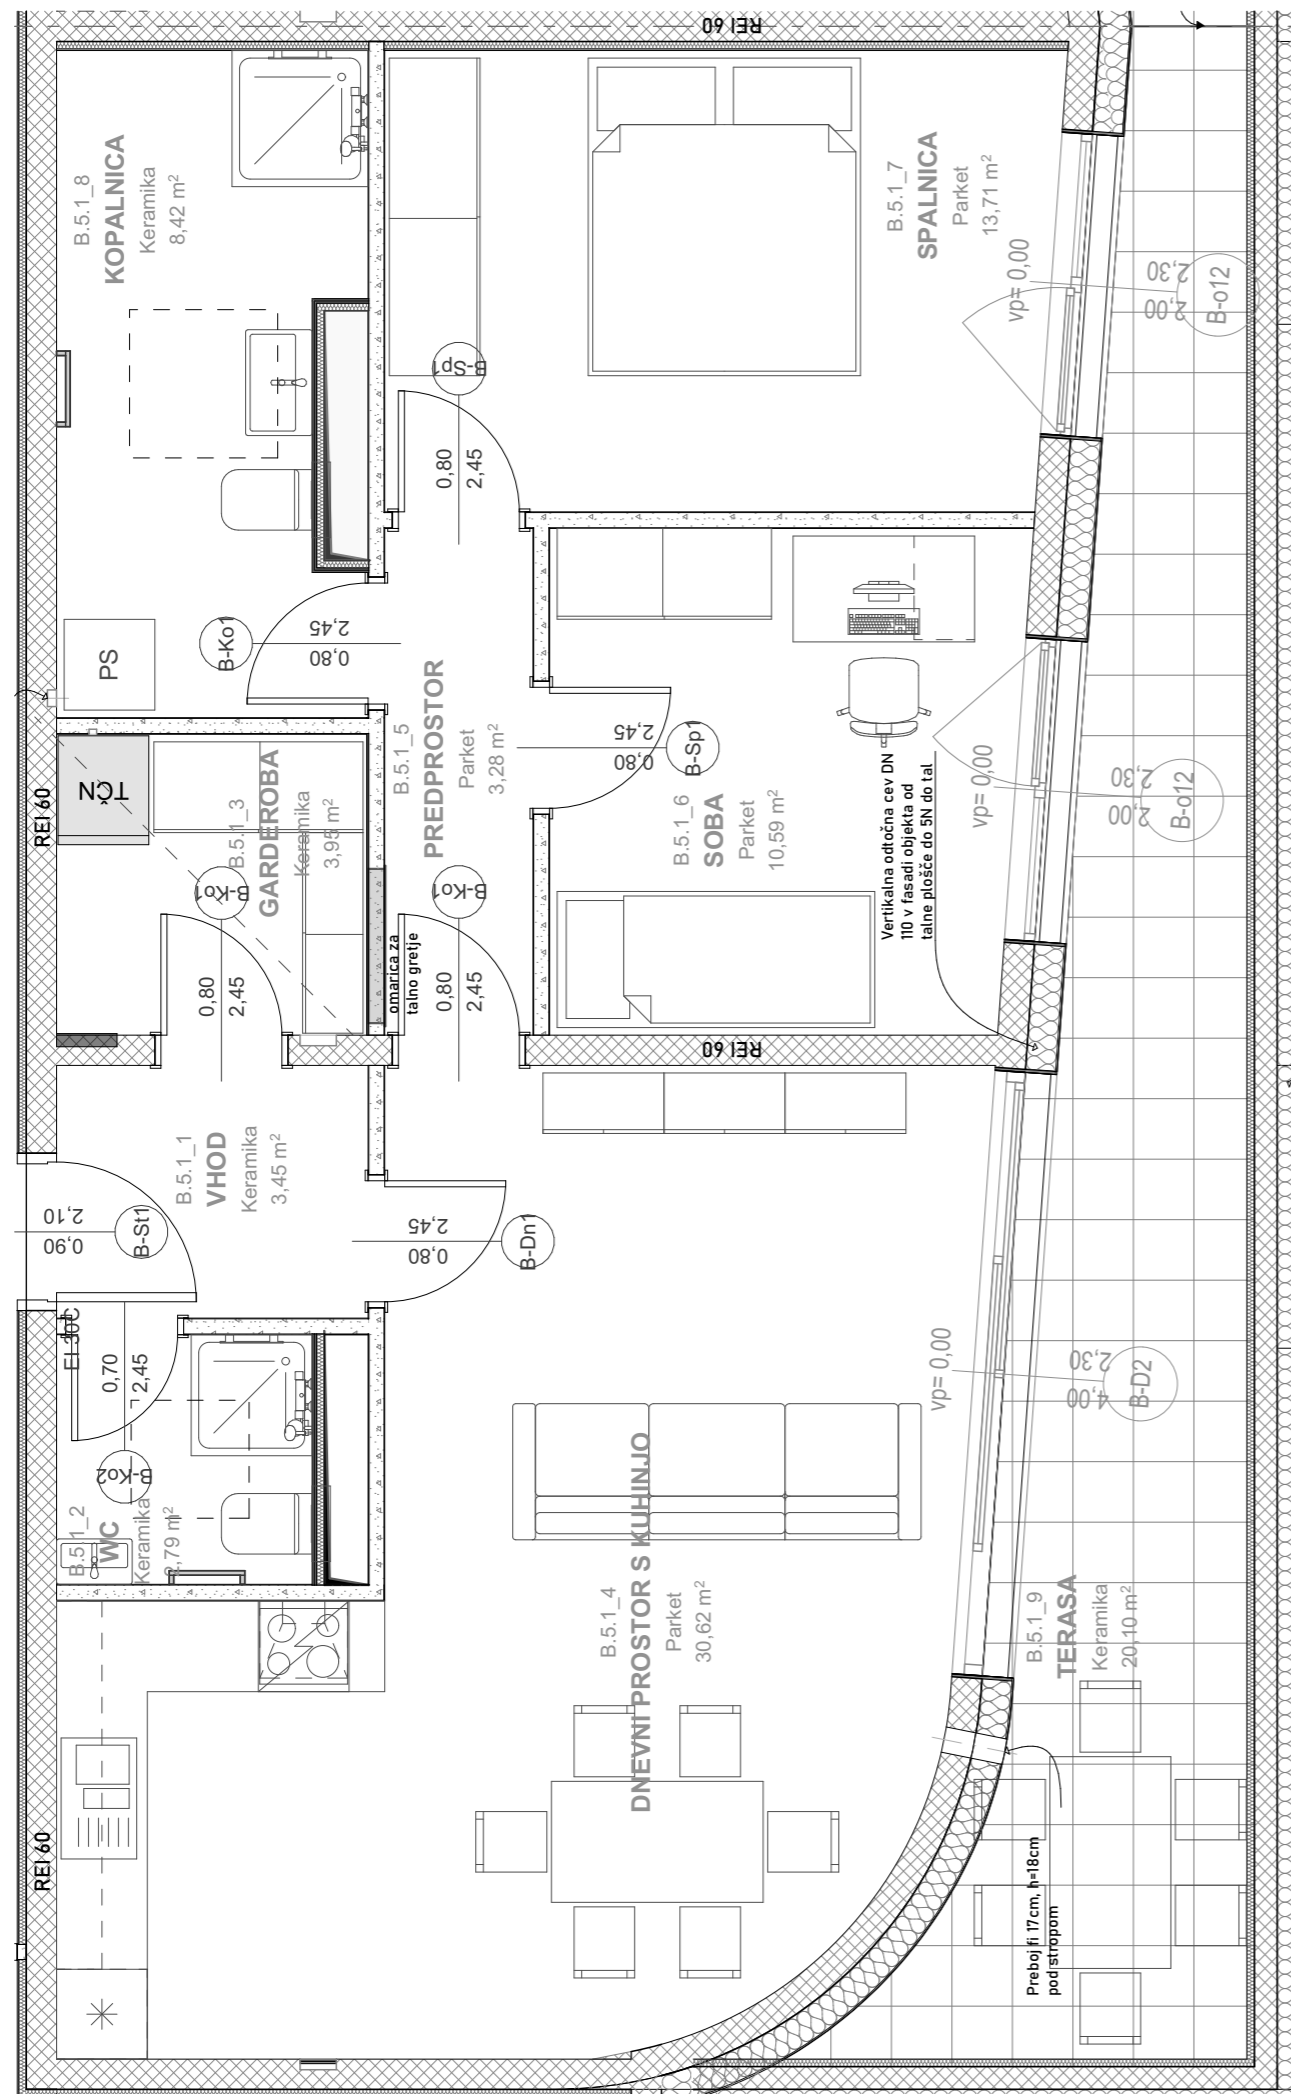 REI 60
B.5.1_8
KOPALNICA
Keramika
8,42 m²
B.5.1_7
SPALNICA
Parket
13,71 m²
vp= 0,00
2,00
2,30
B-o12
B-Sp1
0,80
2,45
B-Ko1
0,80
2,45
PS
REI 60
TČN
B.5.1_3
GARDEROBA
Keramika
3,95 m²
B-Ko1
0,80
2,45
B.5.1_5
PREDPROSTOR
Parket
3,28 m²
B-Ko1
0,80
2,45
omarica za
talno gretje
B-Sp1
0,80
2,45
B.5.1_6
SOBA
Parket
10,59 m²
Vertikalna odtočna cev DN
110 v fasadi objekta od
talne plošče do 5N do tal
vp= 0,00
2,00
2,30
B-o12
REI 60
B.5.1_1
VHOD
Keramika
3,45 m²
B-St1
0,90
2,10
EI 30C
B-Dn1
0,80
2,45
B-Ko2
0,70
2,45
B.5.1_2
WC
Keramika
,79 m²
vp= 0,00
4,00
2,30
B-D2
B.5.1_4
DNEVNI PROSTOR S KUHINJO
Parket
30,62 m²
B.5.1_9
TERASA
Keramika
20,10 m²
REI 60
Preboj fi 17cm, h=18cm
pod stropom